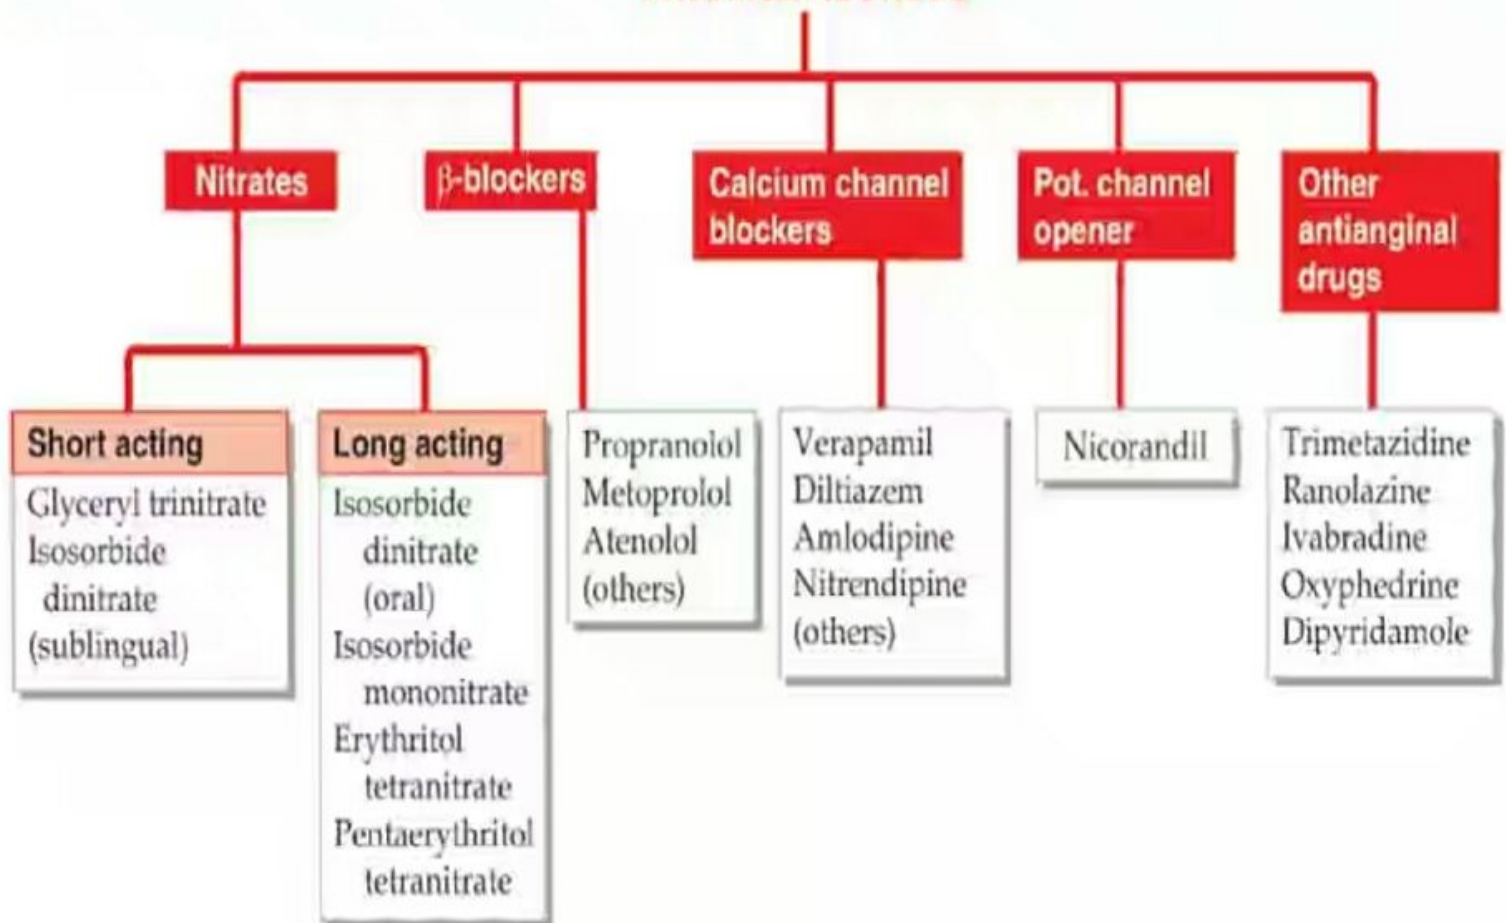 Nitrates
β-blockers
Calcium channel
blockers
Pot. channel
opener
Other
antianginal
drugs
Short acting
Glyceryl trinitrate
Isosorbide
dinitrate
(sublingual)
Long acting
Isosorbide
dinitrate
(oral)
Isosorbide
mononitrate
Erythritol
tetranitrate
Pentaerythritol
tetranitrate
Propranolol
Metoprolol
Atenolol
(others)
Verapamil
Diltiazem
Amlodipine
Nitrendipine
(others)
Nicorandil
Trimetazidine
Ranolazine
Ivabradine
Oxyphedrine
Dipyridamole